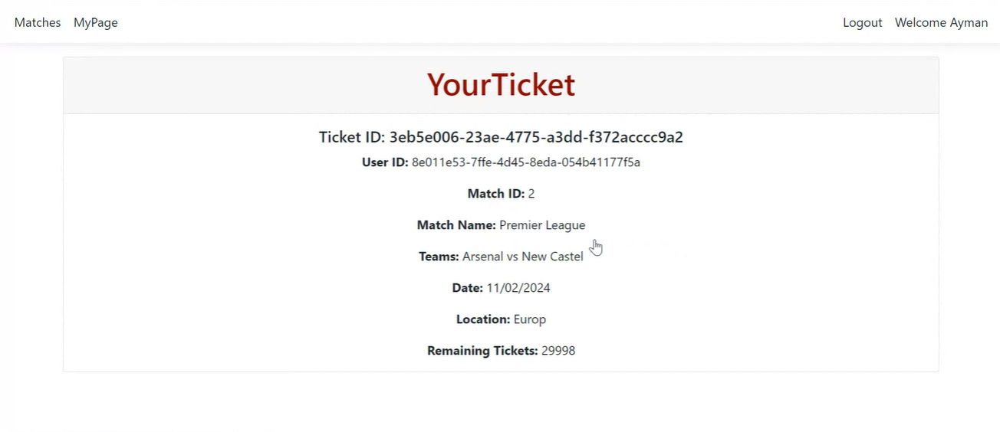 Matches MyPage Logout Welcome Ayman
YourTicket
Ticket ID: 3eb5e006-23ae-4775-a3dd-f372acccc9a2
User ID: 8e011e53-7ffe-4d45-8eda-054b41177f5a
Match ID: 2
Match Name: Premier League
Teams: Arsenal vs New Castel
Date: 11/02/2024
Location: Europ
Remaining Tickets: 29998